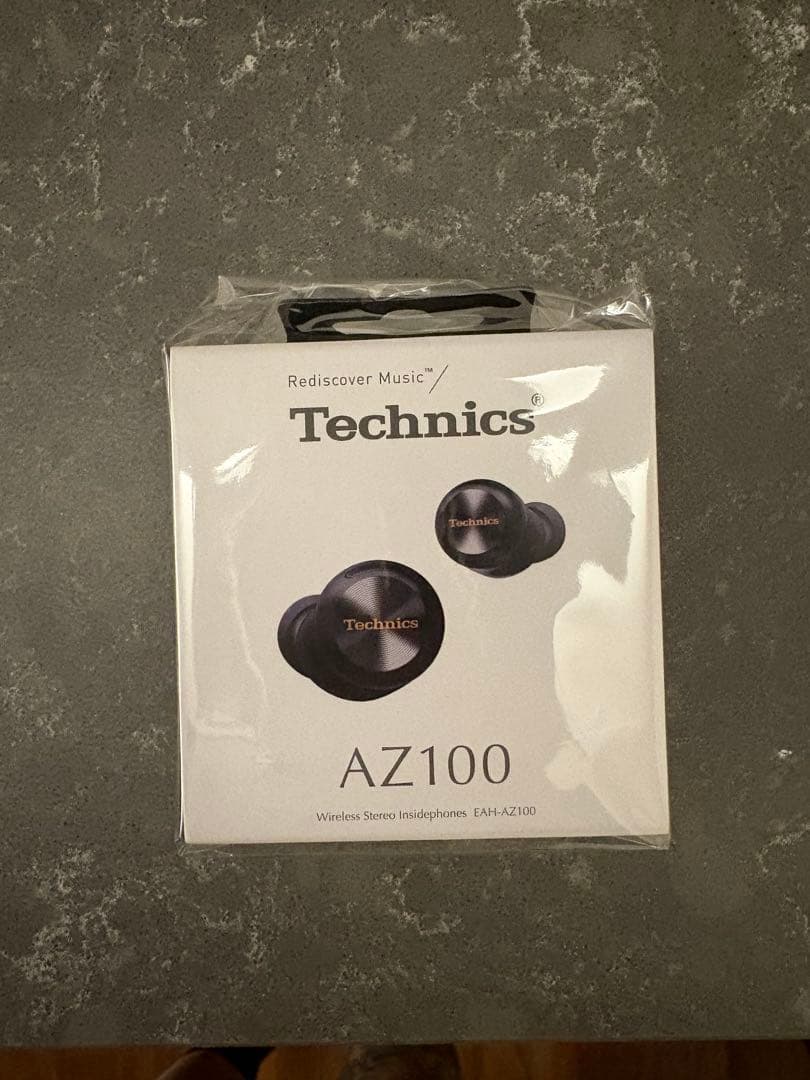 Rediscover Music™/
Technics®
Technics
Technics
AZ100
Wireless Stereo Insidephones EAH-AZ100